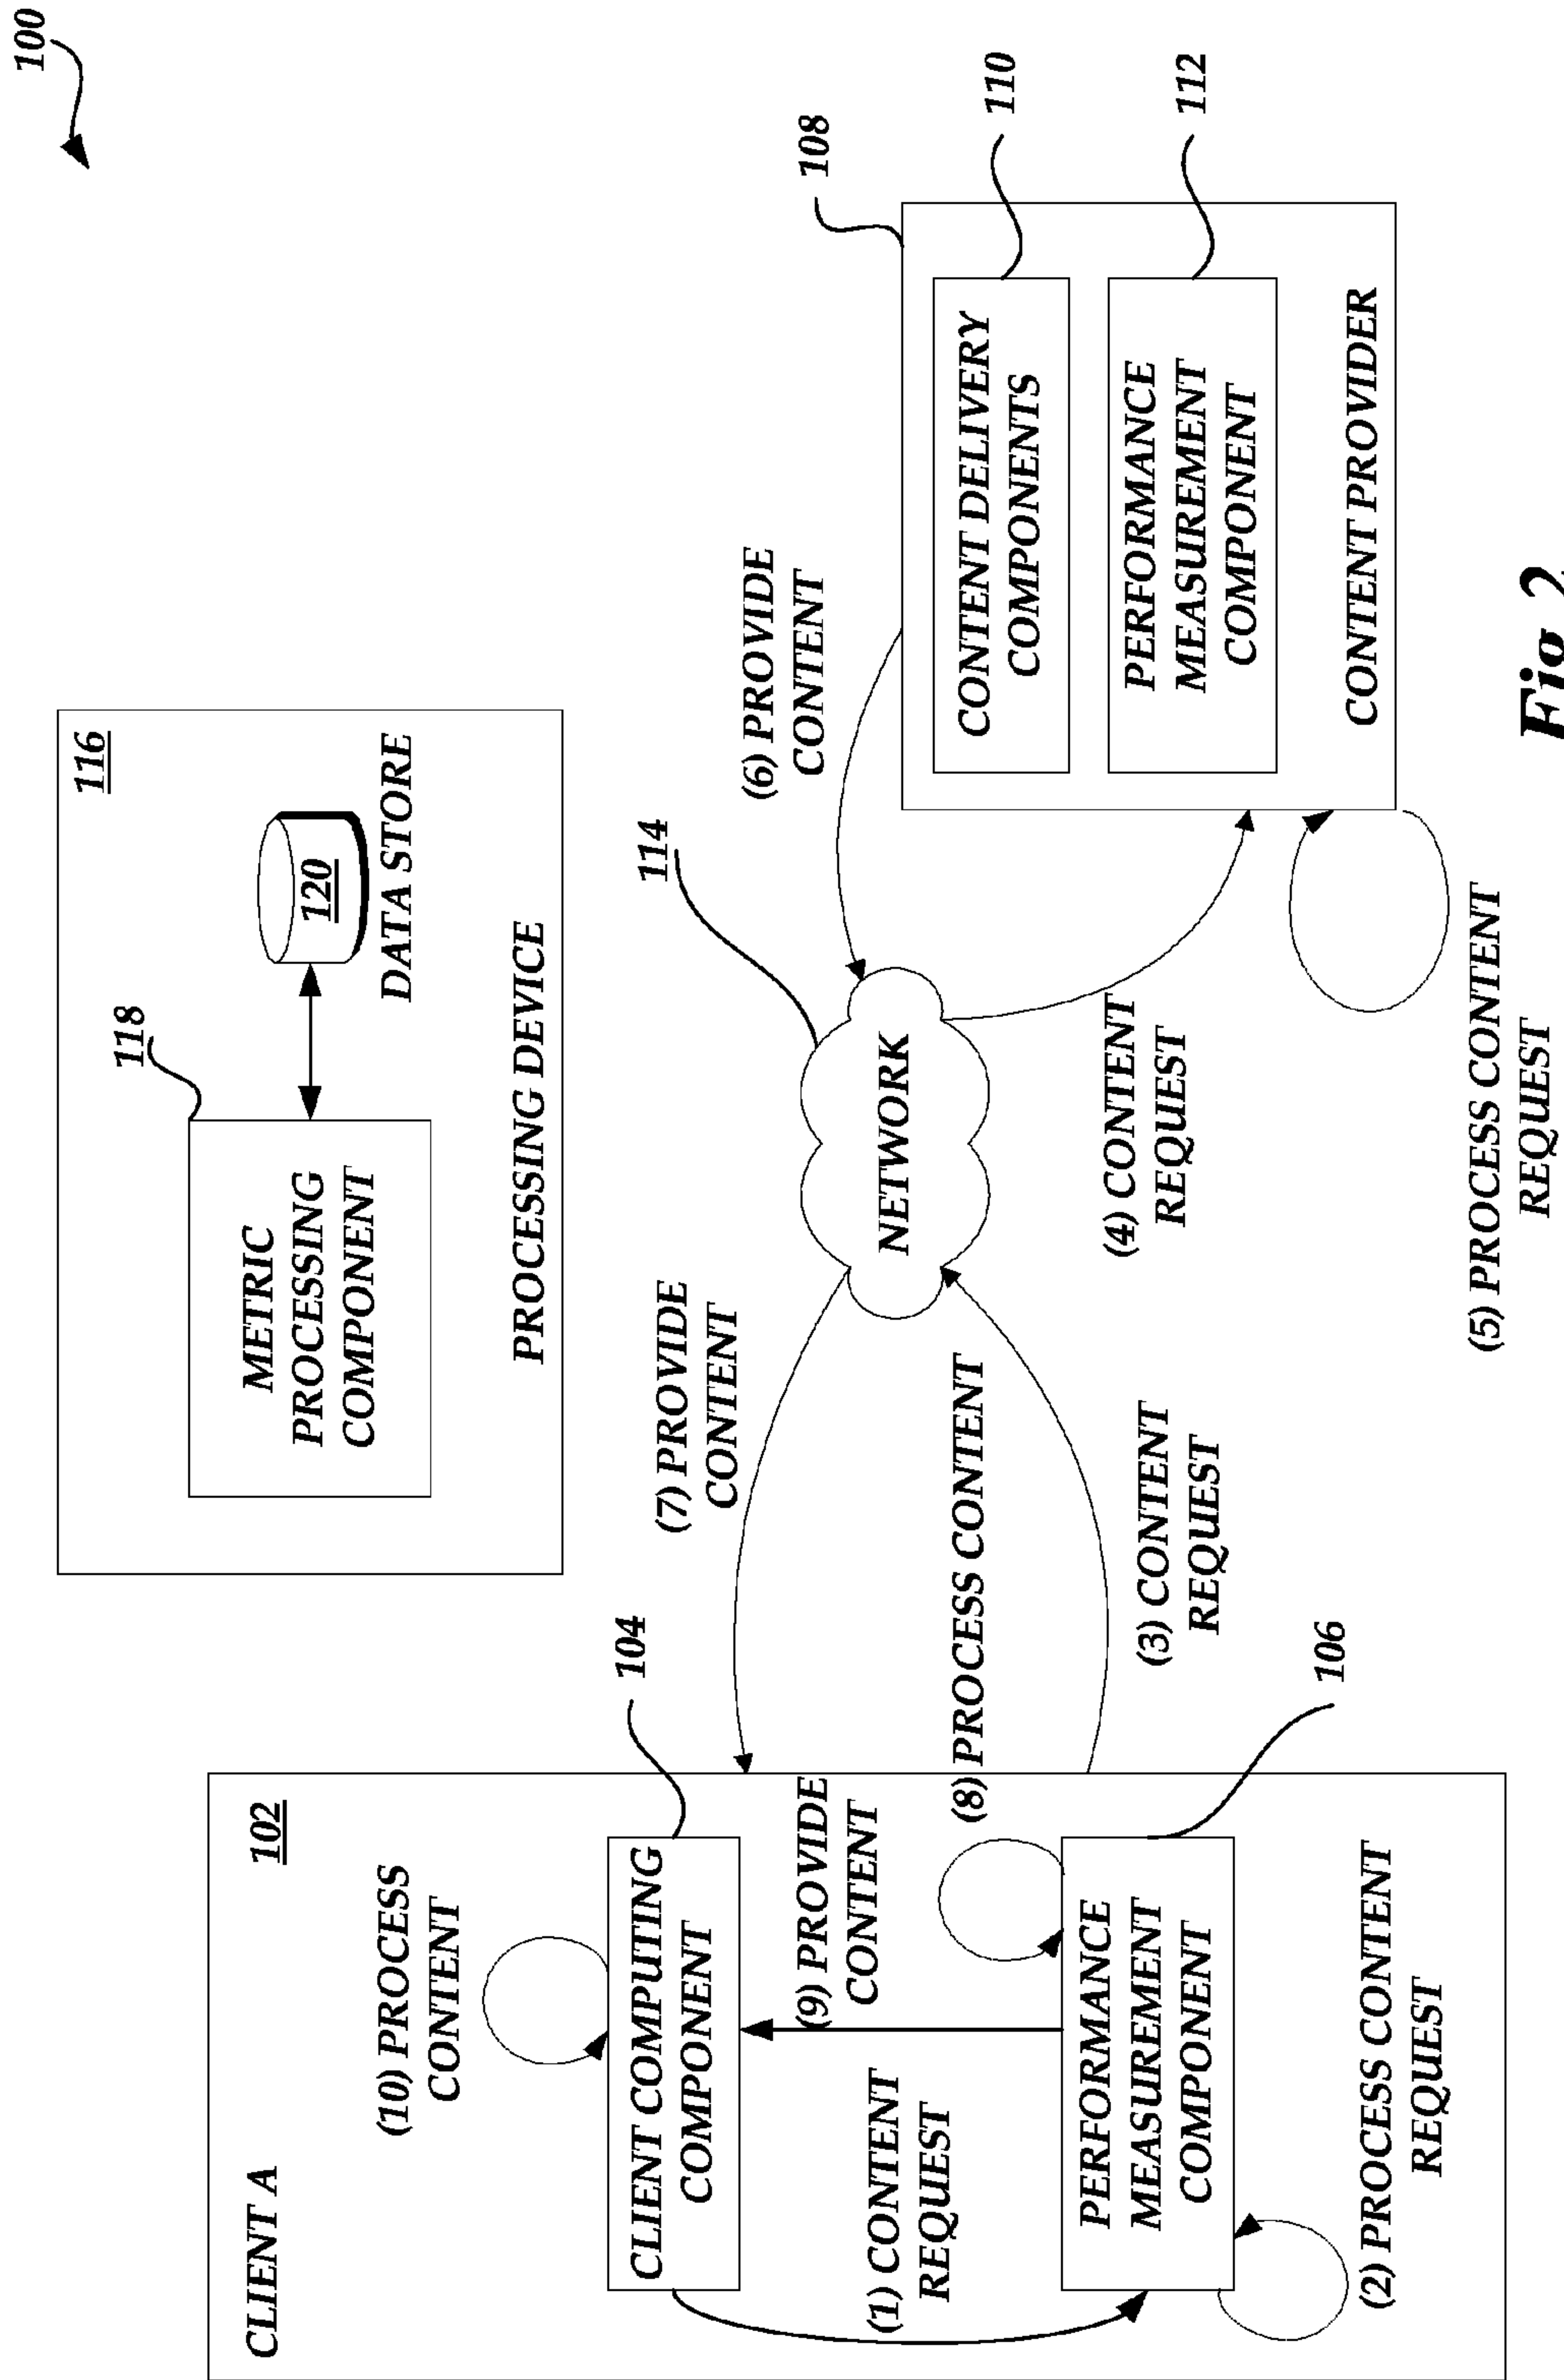 100
CLIENT A
102
(10) PROCESS
CONTENT
CLIENT COMPUTING
COMPONENT
104
(1) CONTENT
REQUEST
(9) PROVIDE
CONTENT
(8) PROCESS CONTENT
PERFORMANCE
MEASUREMENT
COMPONENT
106
(2) PROCESS CONTENT
REQUEST
116
METRIC
PROCESSING
COMPONENT
118
120
DATA STORE
PROCESSING DEVICE
(7) PROVIDE
CONTENT
(3) CONTENT
REQUEST
NETWORK
114
(6) PROVIDE
CONTENT
(4) CONTENT
REQUEST
108
CONTENT DELIVERY
COMPONENTS
110
PERFORMANCE
MEASUREMENT
COMPONENT
112
CONTENT PROVIDER
(5) PROCESS CONTENT
REQUEST
Fig.2